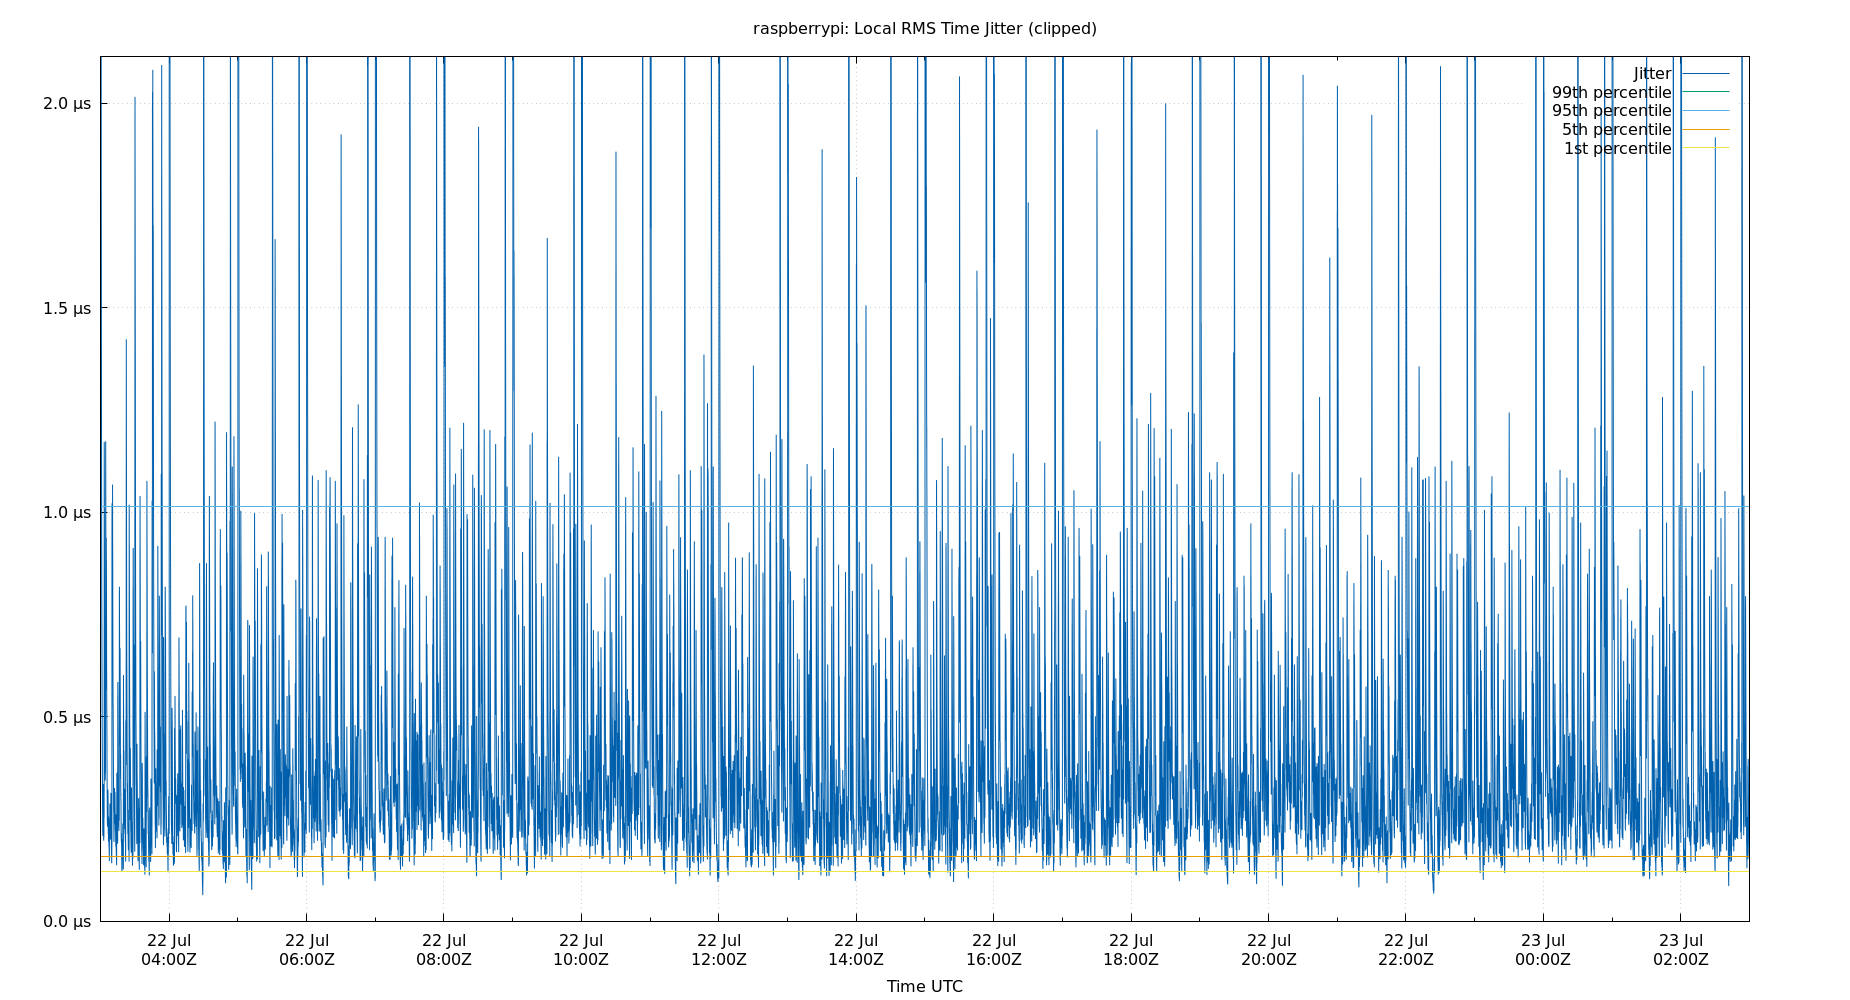 raspberrypi: Local RMS Time Jitter (clipped)
Jitter
99th percentile
95th percentile
5th percentile
1st percentile
2.0 µs
1.5 µs
1.0 µs
0.5 µs
0.0 µs
22 Jul 22 Jul 22 Jul 22 Jul 22 Jul 22 Jul 22 Jul 22 Jul 22 Jul 22 Jul 23 Jul 23 Jul
04:00Z 06:00Z 08:00Z 10:00Z 12:00Z 14:00Z 16:00Z 18:00Z 20:00Z 22:00Z 00:00Z 02:00Z
Time UTC